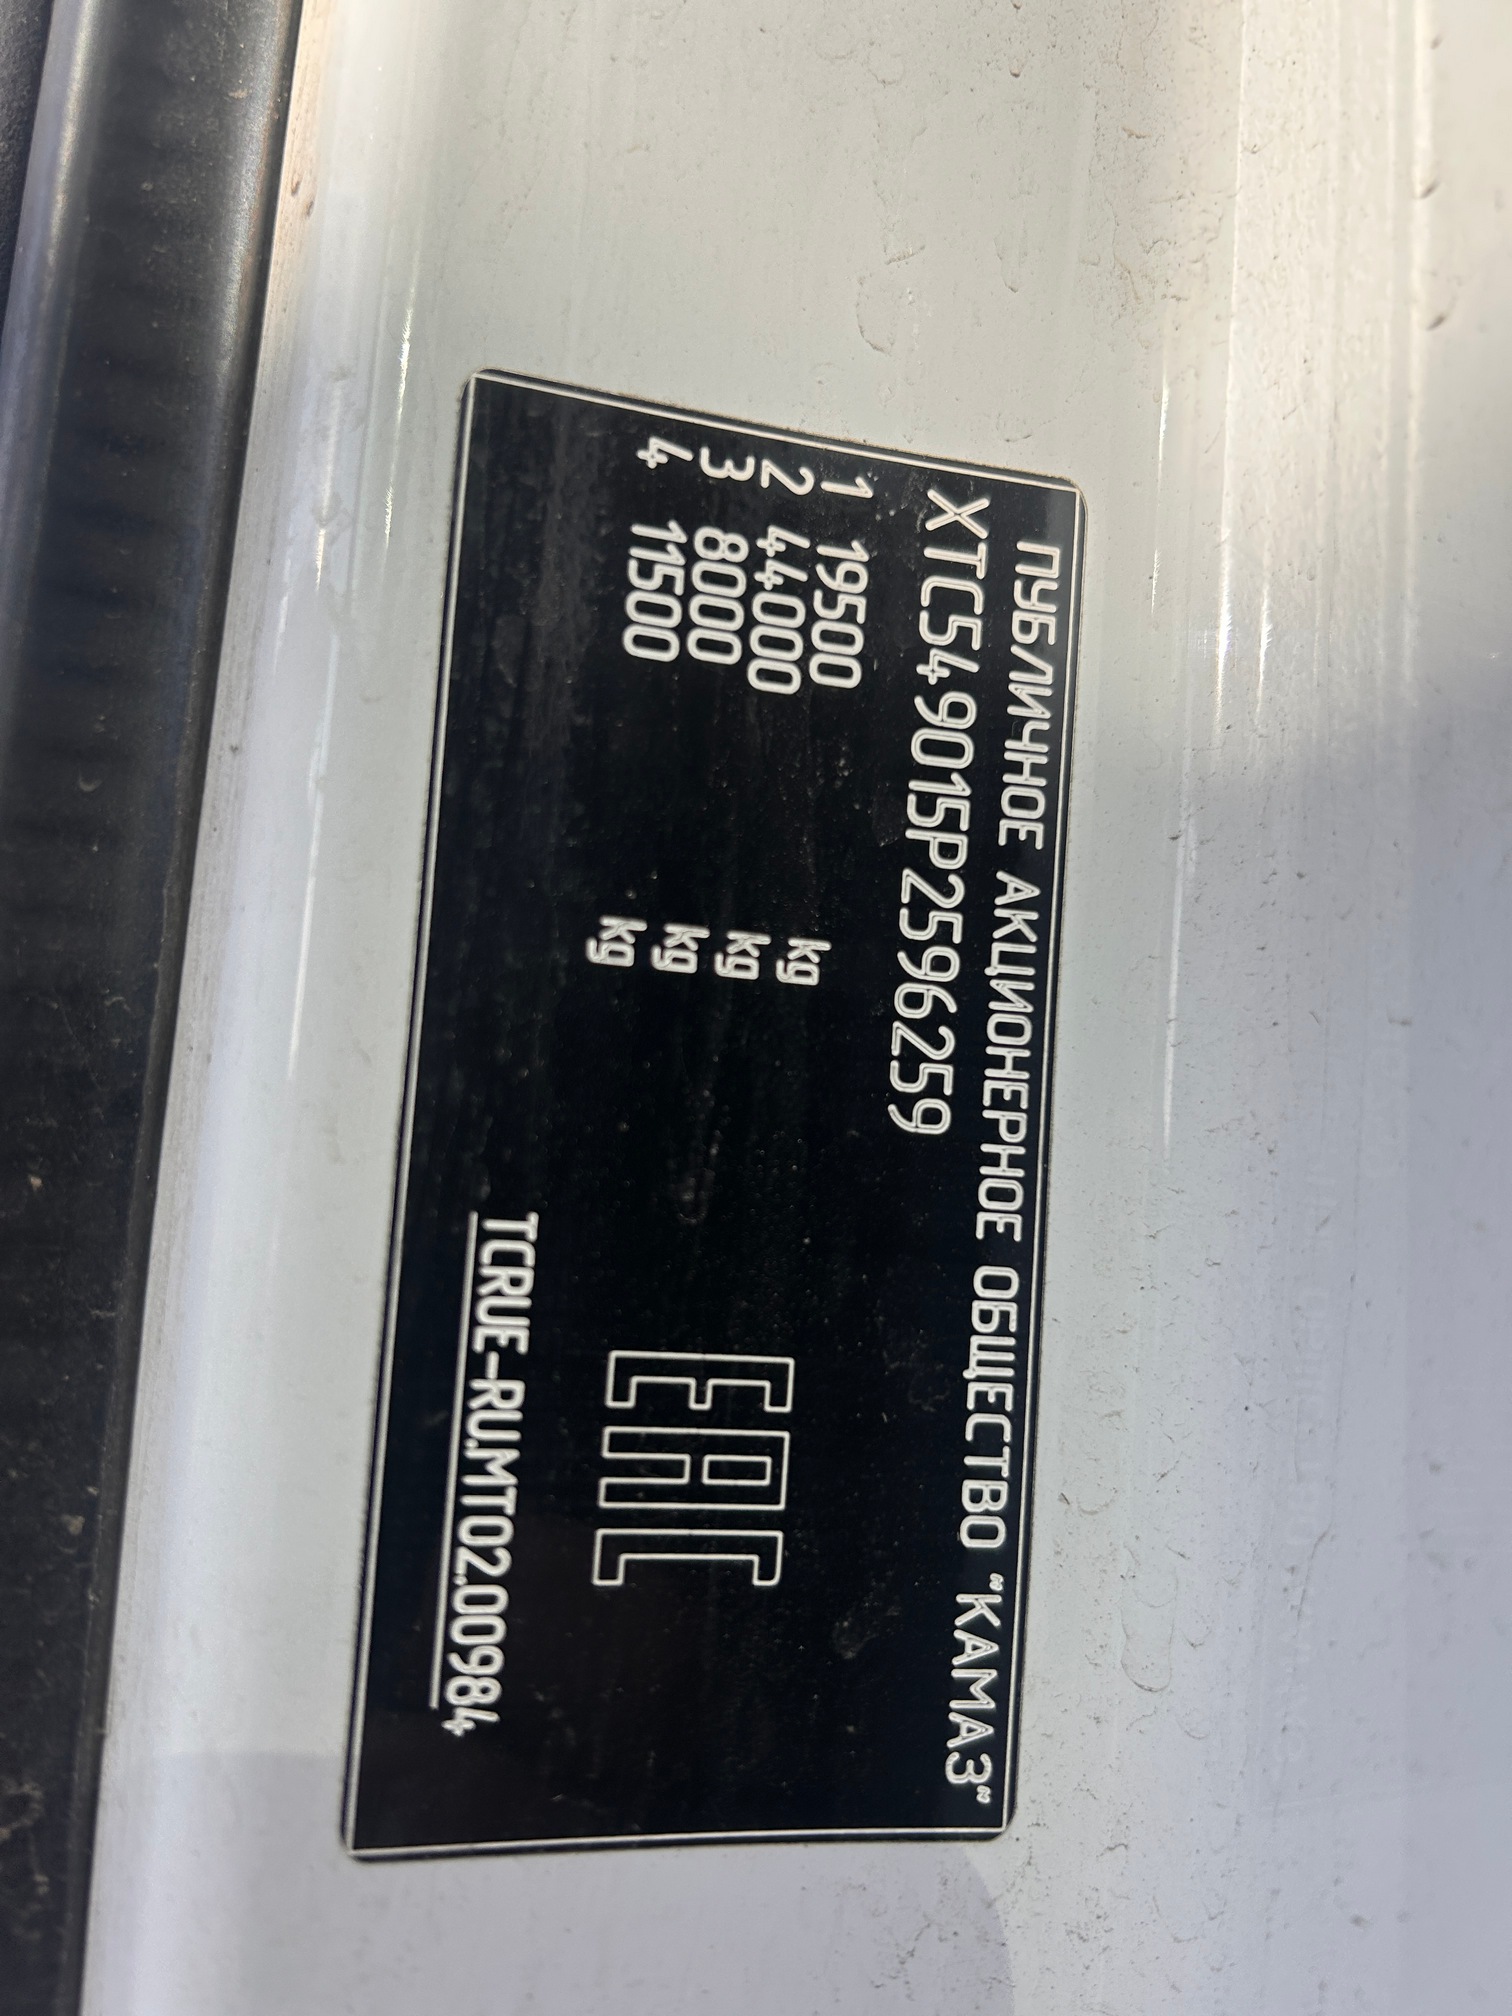 ПУБЛИЧНОЕ АКЦИОНЕРНОЕ ОБЩЕСТВО "КАМАЗ"
XTC549015P2596259
1 19500 kg
2 44000 kg
3 8000 kg
4 11500 kg
EAC
TCRUE-RU.MT02.00984